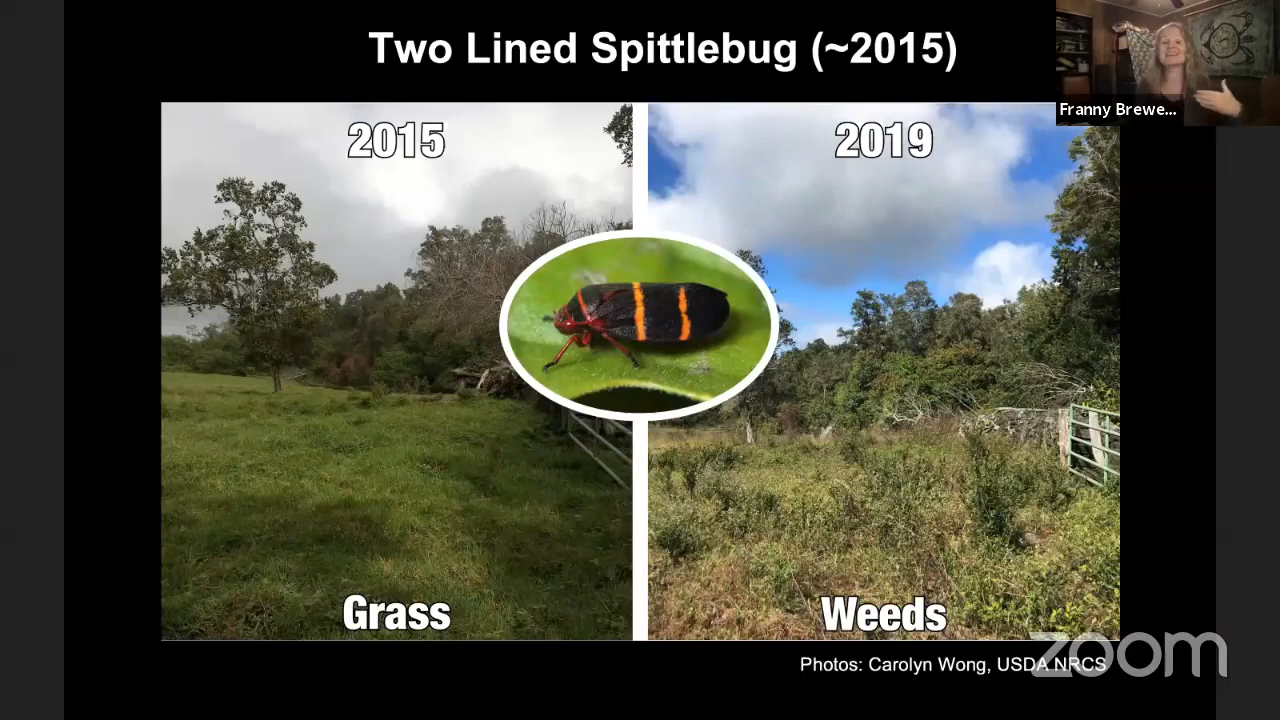 Two Lined Spittlebug (~2015)
Franny Brewe...
2015
2019
Grass
Weeds
Photos: Carolyn Wong, USDA NRCS
zoom